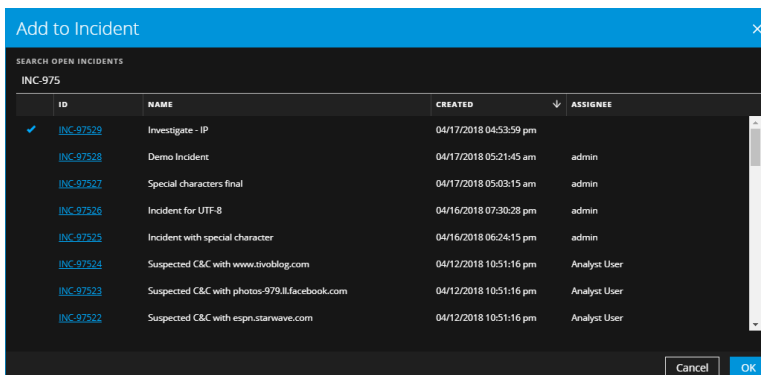 Add to Incident
SEARCH OPEN INCIDENTS
INC-975
ID NAME CREATED ASSIGNEE
INC-97529 Investigate - IP 04/17/2018 04:53:59 pm
INC-97528 Demo Incident 04/17/2018 05:21:45 am admin
INC-97527 Special characters final 04/17/2018 05:03:15 am admin
INC-97526 Incident for UTF-8 04/16/2018 07:30:28 pm admin
INC-97525 Incident with special character 04/16/2018 06:24:15 pm admin
INC-97524 Suspected C&C with www.tivoblog.com 04/12/2018 10:51:16 pm Analyst User
INC-97523 Suspected C&C with photos-979.ll.facebook.com 04/12/2018 10:51:16 pm Analyst User
INC-97522 Suspected C&C with espn.starwave.com 04/12/2018 10:51:16 pm Analyst User
Cancel OK